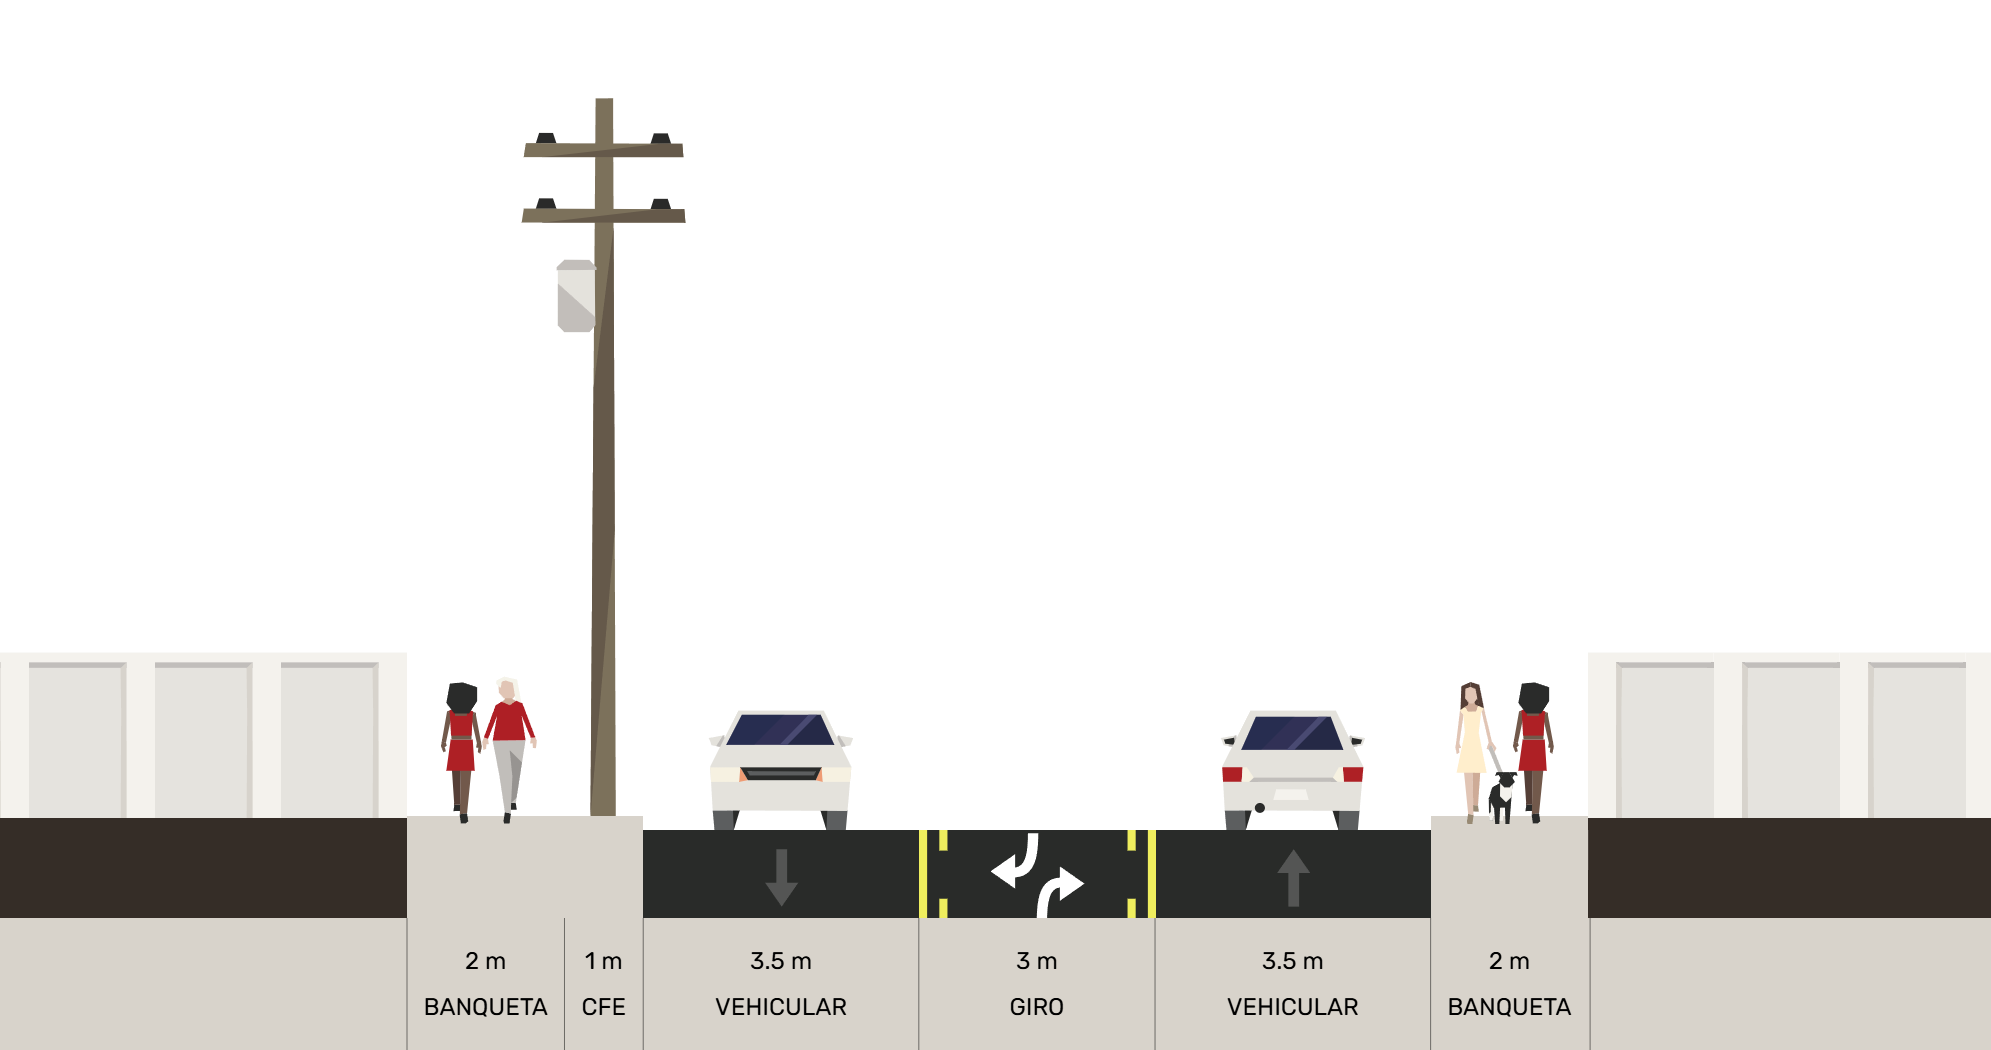 2 m
BANQUETA
1 m
CFE
3.5 m
VEHICULAR
3 m
GIRO
3.5 m
VEHICULAR
2 m
BANQUETA